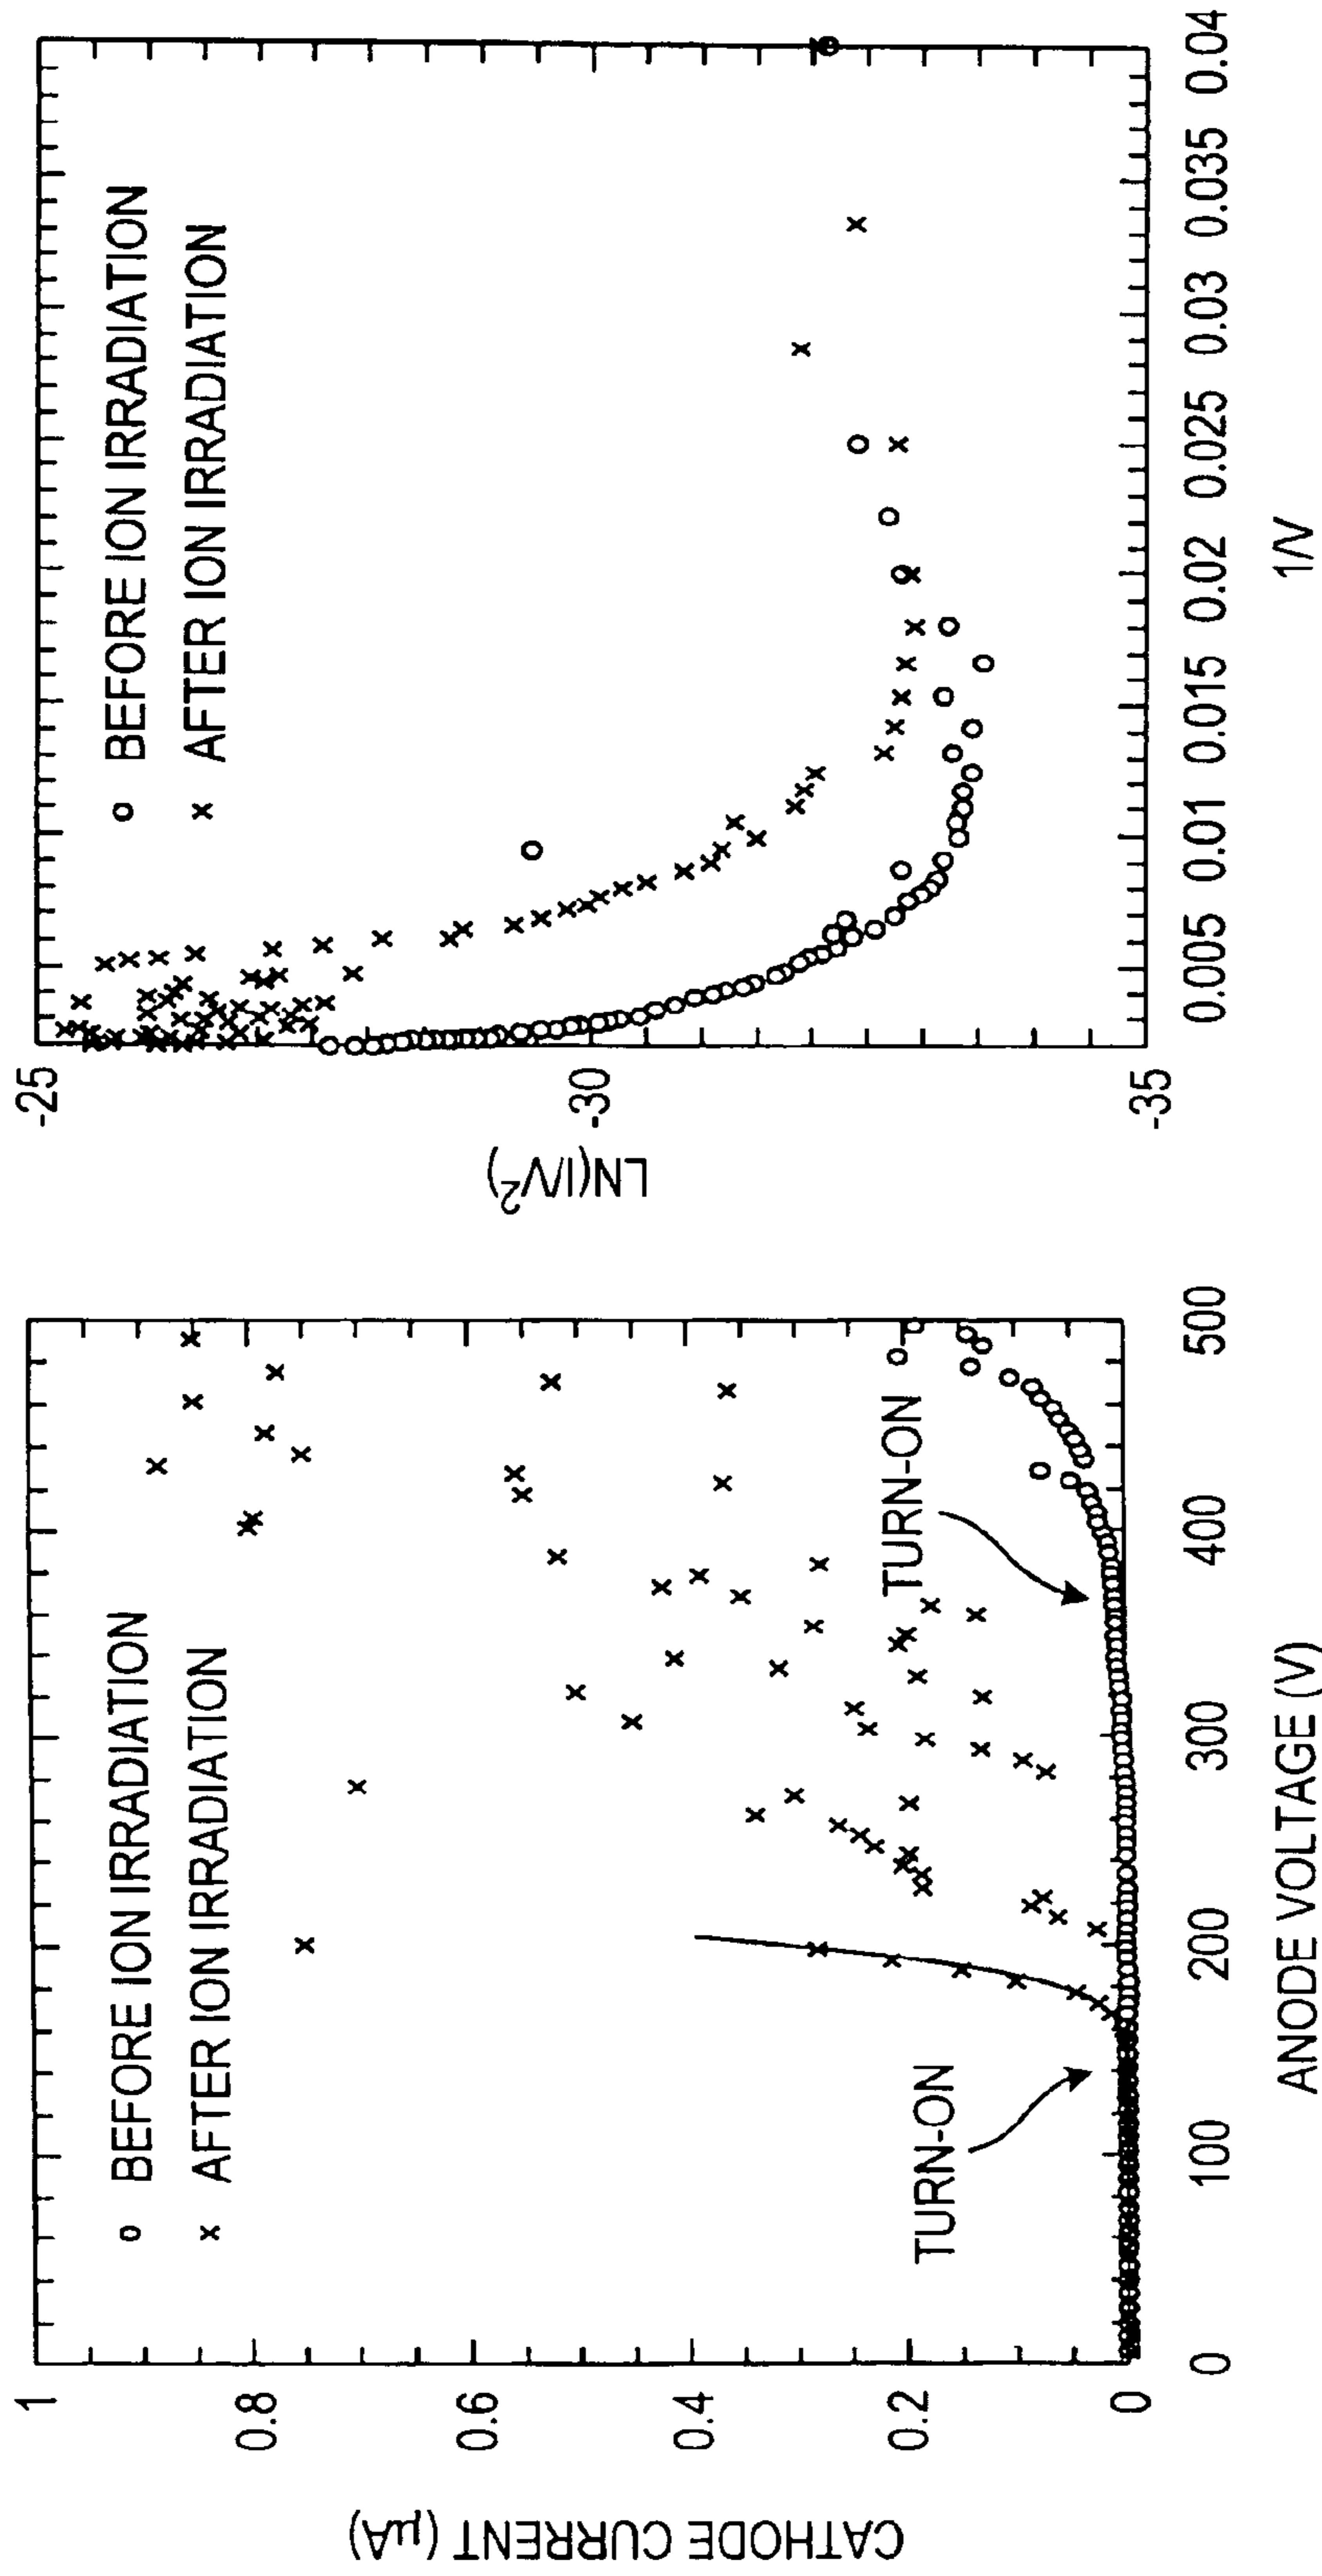 1
0.8
0.6
0.4
0.2
0
CATHODE CURRENT (µA)
o BEFORE ION IRRADIATION
x AFTER ION IRRADIATION
TURN-ON
TURN-ON
0 100 200 300 400 500
ANODE VOLTAGE (V)
-25
-30
-35
LN(I/V²)
o BEFORE ION IRRADIATION
x AFTER ION IRRADIATION
0.005 0.01 0.015 0.02 0.025 0.03 0.035 0.04
1/V